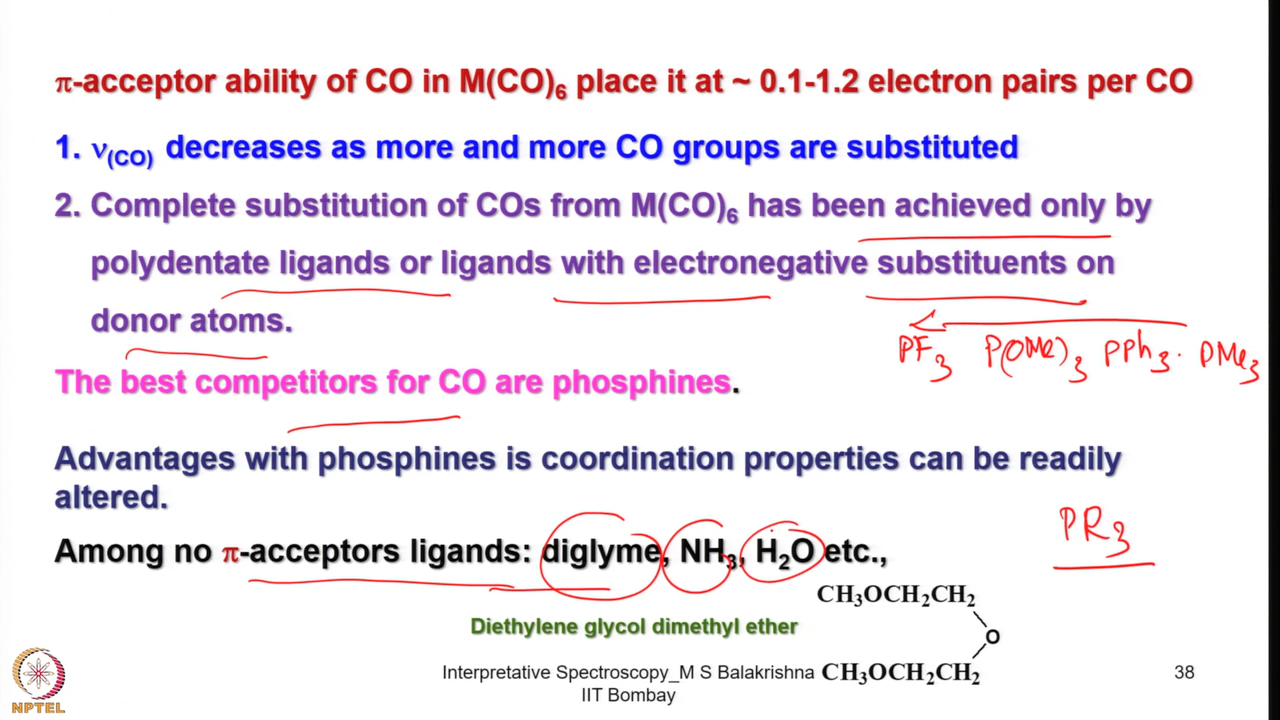 π-acceptor ability of CO in M(CO)₆ place it at ~ 0.1-1.2 electron pairs per CO
1. ν(CO) decreases as more and more CO groups are substituted
2. Complete substitution of COs from M(CO)₆ has been achieved only by
polydentate ligands or ligands with electronegative substituents on
donor atoms.
PF₃ P(OMe)₃ PPh₃. PMe₃
The best competitors for CO are phosphines.
Advantages with phosphines is coordination properties can be readily
altered.
PR₃
Among no π-acceptors ligands: diglyme, NH₃, H₂O etc.,
CH₃OCH₂CH₂
Diethylene glycol dimethyl ether
O
CH₃OCH₂CH₂
Interpretative Spectroscopy_M S Balakrishna
IIT Bombay
38
NPTEL